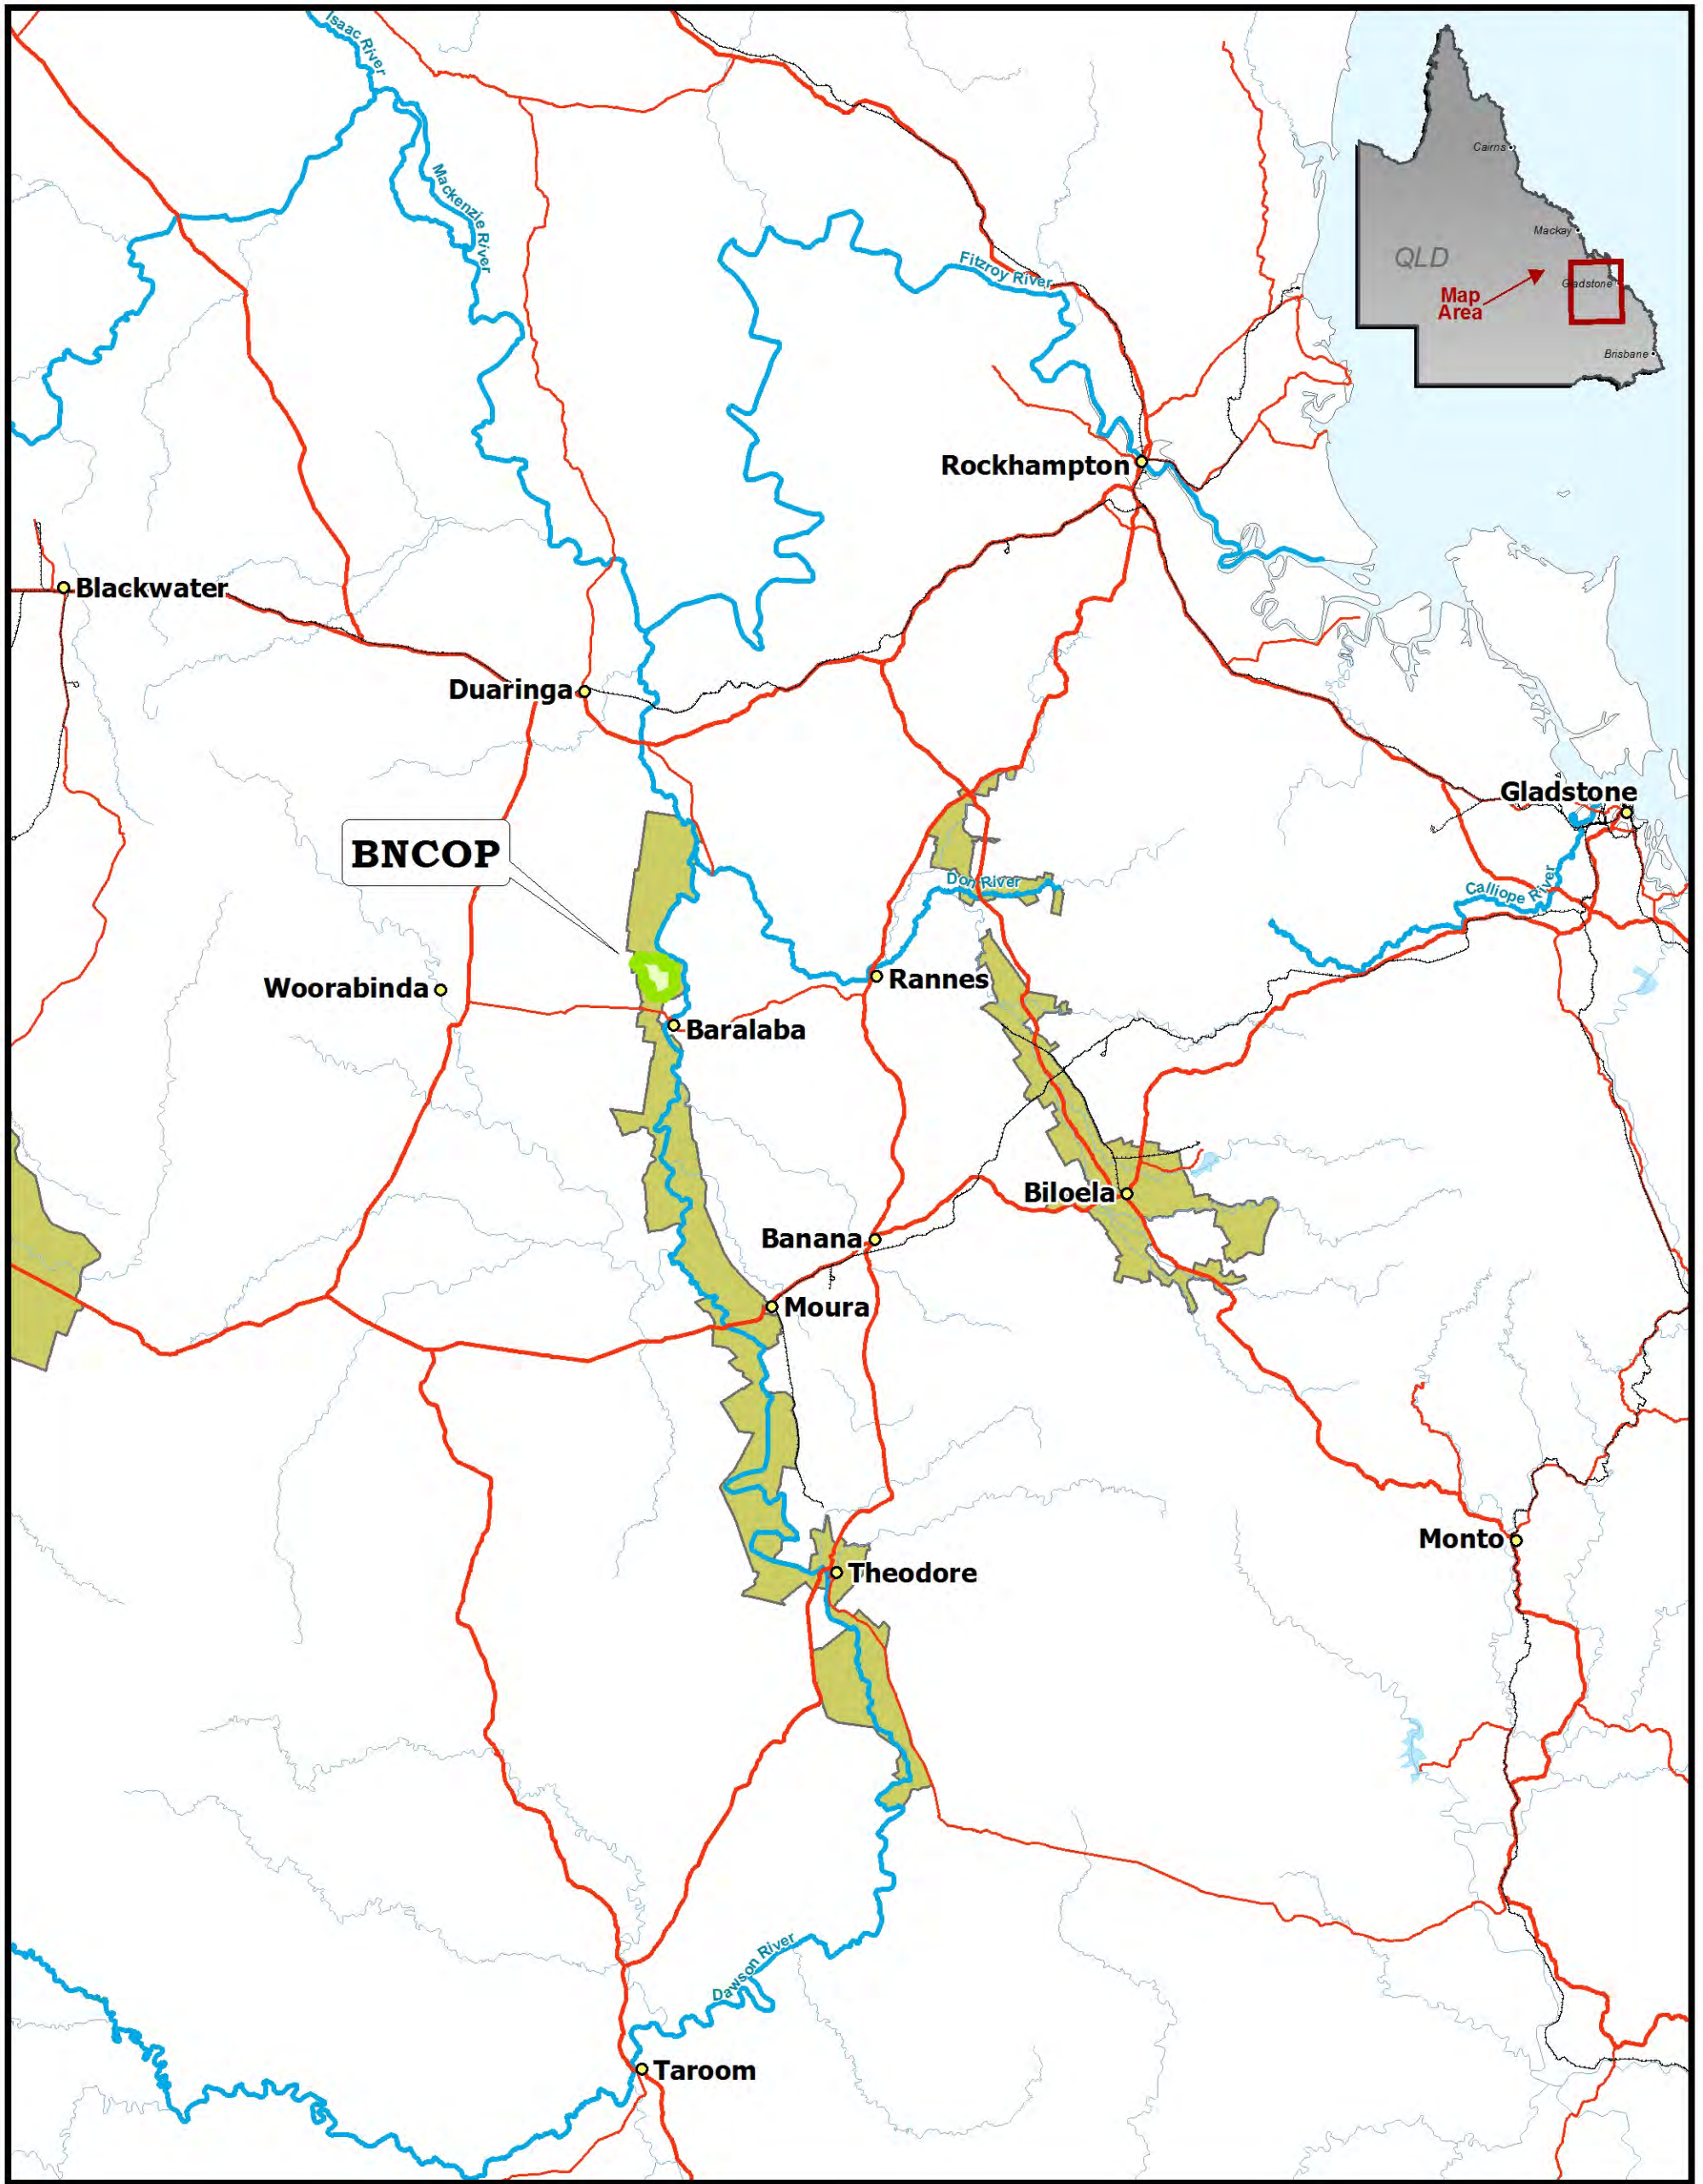 Isaac River
Mackenzie River
Fitzroy River
Cairns
Mackay
QLD
Gladstone
Map
Area
Brisbane
Rockhampton
Blackwater
Duaringa
Gladstone
BNCOP
Don River
Calliope River
Woorabinda
Rannes
Baralaba
Biloela
Banana
Moura
Monto
Theodore
Dawson River
Taroom